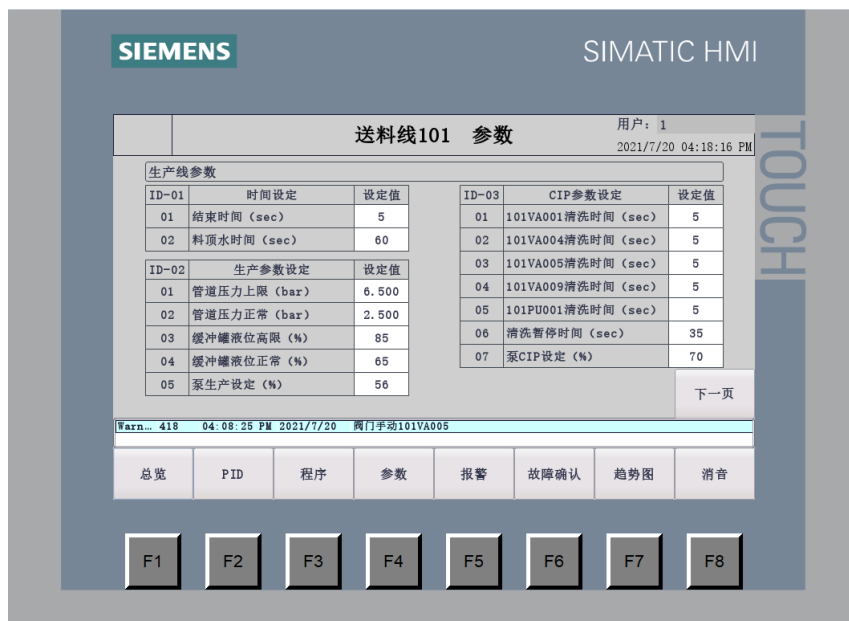 SIEMENS
SIMATIC HMI
TOUCH
送料线101 参数
用户: 1
2021/7/20 04:18:16 PM
生产线参数
ID-01 时间设定 设定值
01 结束时间 (sec) 5
02 料顶水时间 (sec) 60
ID-02 生产参数设定 设定值
01 管道压力上限 (bar) 6.500
02 管道压力正常 (bar) 2.500
03 缓冲罐液位高限 (%) 85
04 缓冲罐液位正常 (%) 65
05 泵生产设定 (%) 56
ID-03 CIP参数设定 设定值
01 101VA001清洗时间 (sec) 5
02 101VA004清洗时间 (sec) 5
03 101VA005清洗时间 (sec) 5
04 101VA009清洗时间 (sec) 5
05 101PU001清洗时间 (sec) 5
06 清洗暂停时间 (sec) 35
07 泵CIP设定 (%) 70
下一页
Warn… 418 04:08:25 PM 2021/7/20 阀门手动101VA005
总览 PID 程序 参数 报警 故障确认 趋势图 消音
F1 F2 F3 F4 F5 F6 F7 F8